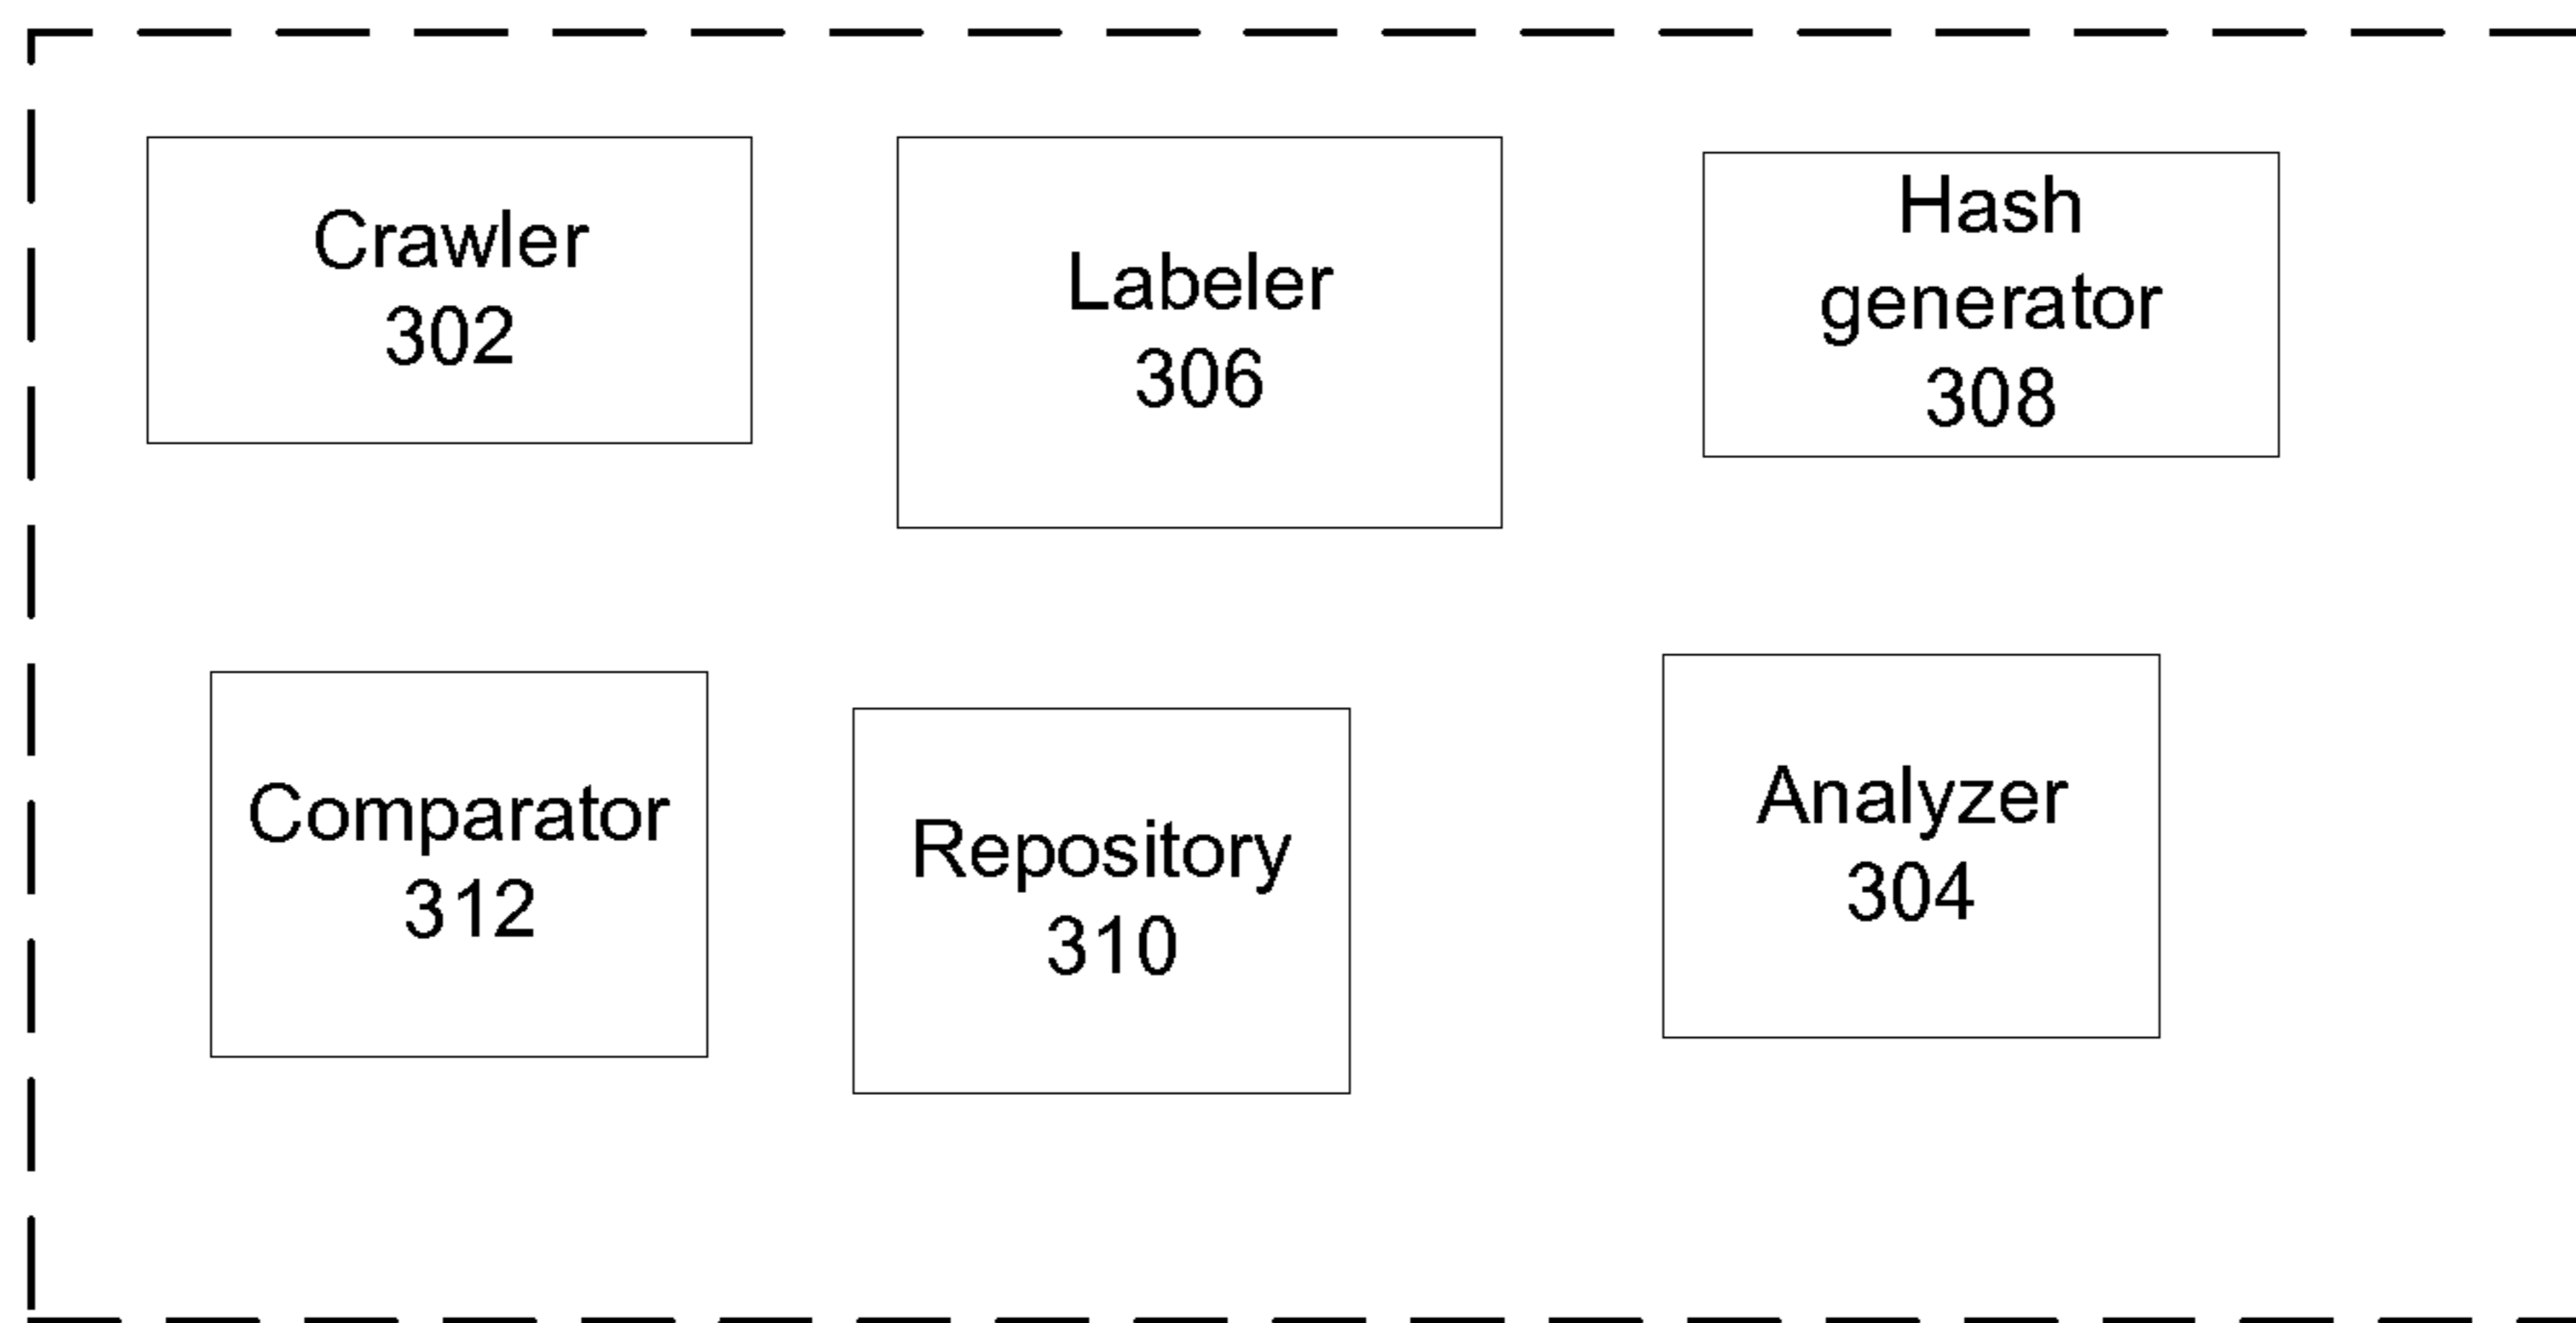 Crawler
302
Labeler
306
Hash
generator
308
Comparator
312
Repository
310
Analyzer
304